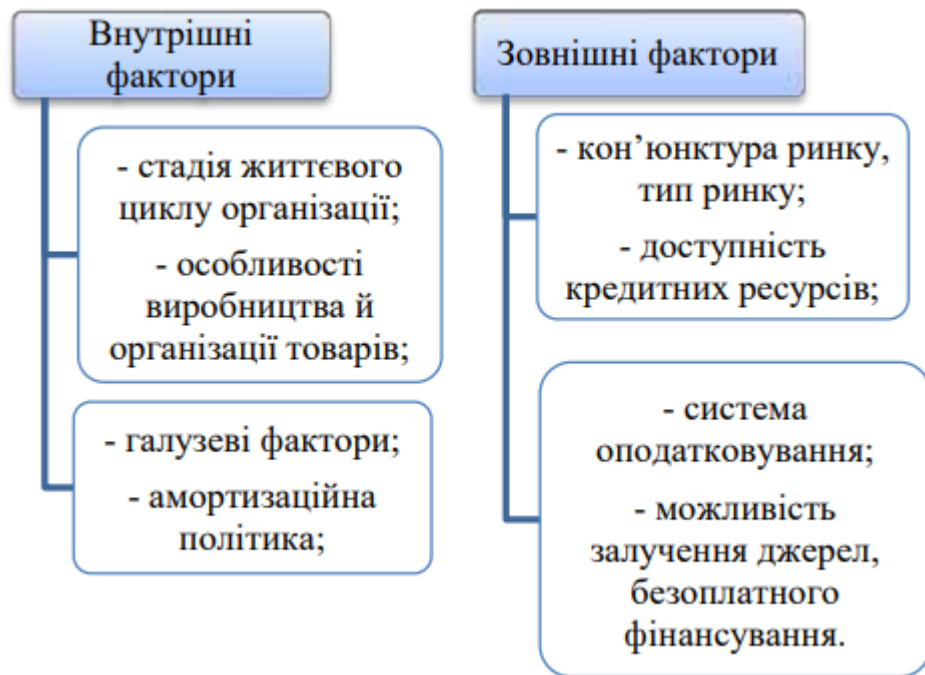 Внутрішні
фактори
- стадія життєвого
циклу організації;
- особливості
виробництва й
організації товарів;
- галузеві фактори;
- амортизаційна
політика;
Зовнішні фактори
- кон’юнктура ринку,
тип ринку;
- доступність
кредитних ресурсів;
- система
оподатковування;
- можливість
залучення джерел,
безоплатного
фінансування.